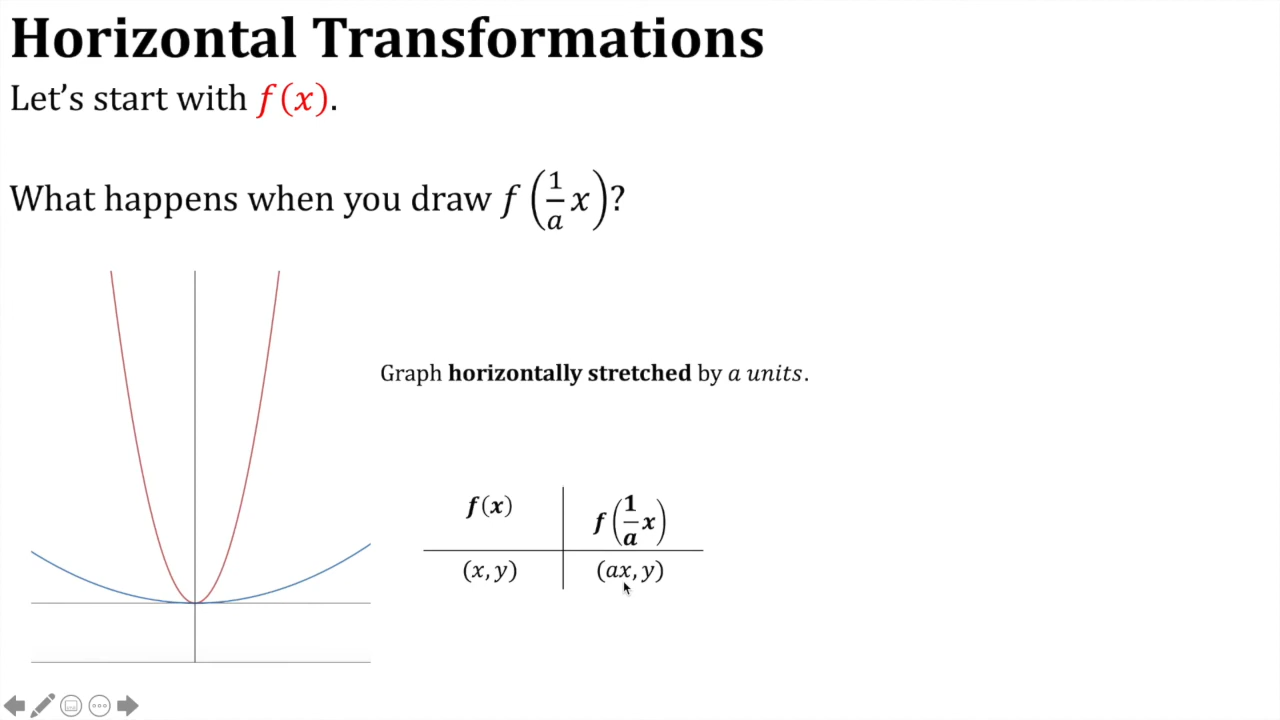 Horizontal Transformations
Let's start with f(x).
What happens when you draw f(1/a x)?
Graph horizontally stretched by a units.
f(x) f(1/a x)
(x, y) (ax, y)